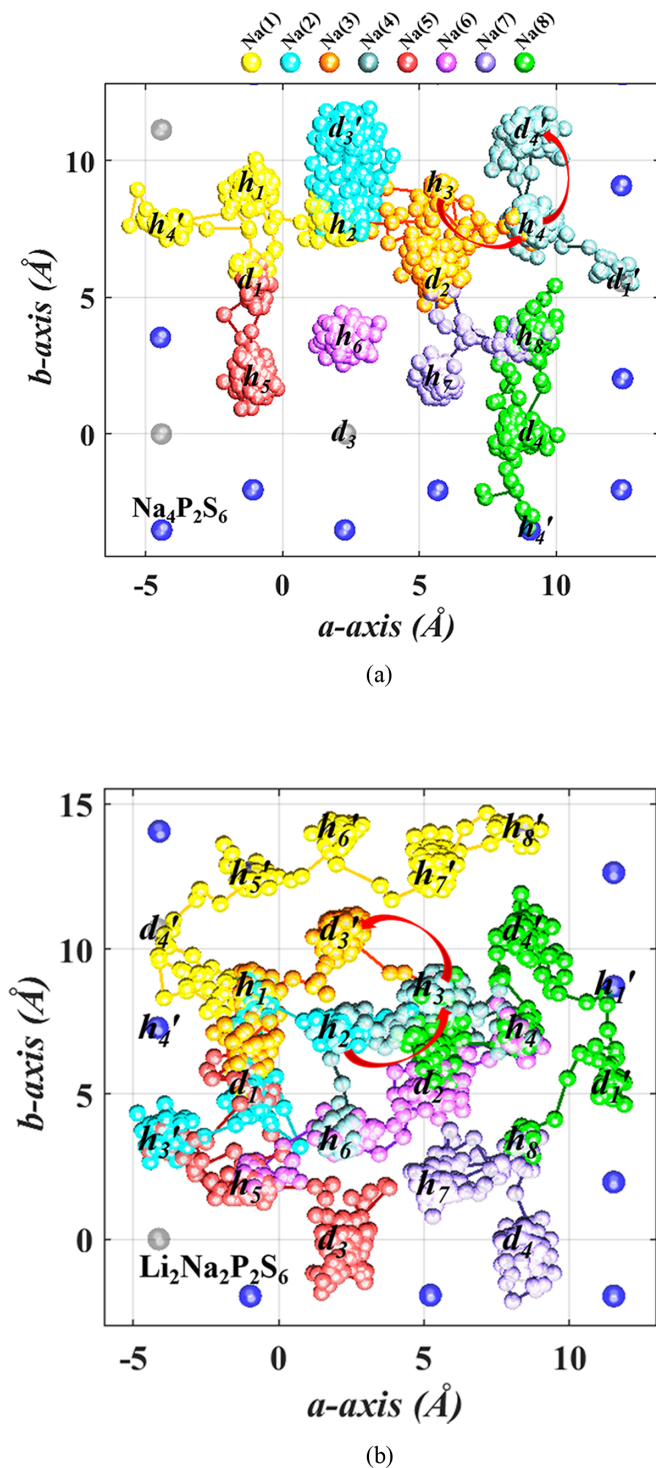 Na(1) Na(2) Na(3) Na(4) Na(5) Na(6) Na(7) Na(8)
d3' d4'
10
h1 h3
h4' h2 h4
d1 d2 d1'
5
b-axis (Å)
h6 h8
h5 h7
0
d3 d4
Na4P2S6
h4'
-5 0 5 10
a-axis (Å)
(a)
15
h6' h8'
h5' h7'
d4' d3' d4'
10
h1 h3 h1'
h4' h2 h4
d1 d2 d1'
5
b-axis (Å)
h3' h6 h8
h5 h7
0
d3 d4
Li2Na2P2S6
-5 0 5 10
a-axis (Å)
(b)